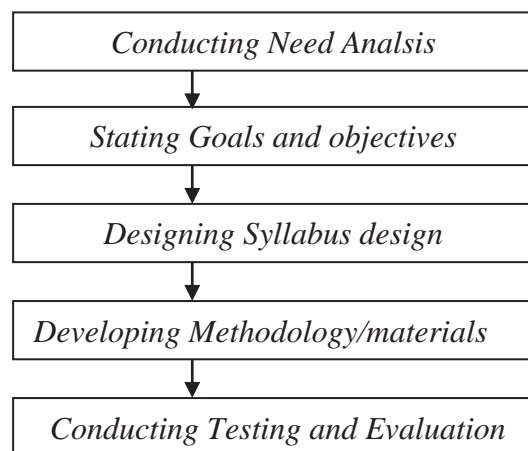 Conducting Need Analsis
Stating Goals and objectives
Designing Syllabus design
Developing Methodology/materials
Conducting Testing and Evaluation